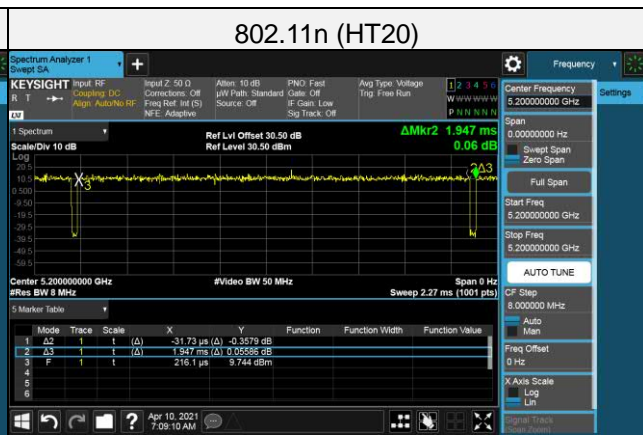 802.11n (HT20)
Spectrum Analyzer 1
Swept SA
Frequency
KEYSIGHT
Input: RF
Input Z: 50 Ω
Atten: 10 dB
PNO: Fast
Avg Type: Voltage
1 2 3 4 5 6
R T
Coupling: DC
Corrections: Off
µW Path: Standard
Gate: Off
Trig: Free Run
W W W W W W
Align: Auto/No RF
Freq Ref: Int (S)
Source: Off
IF Gain: Low
P N N N N N
NFE: Adaptive
Sig Track: Off
LXI
1 Spectrum
Scale/Div 10 dB
Ref Lvl Offset 30.50 dB
Ref Level 30.50 dBm
ΔMkr2 1.947 ms
0.06 dB
Log
20.5
10.5
0.500
-19.5
-29.5
-39.5
-49.5
-59.5
X3
2Δ3
Center 5.200000000 GHz
#Video BW 50 MHz
Span 0 Hz
#Res BW 8 MHz
Sweep 2.27 ms (1001 pts)
5 Marker Table
Mode Trace Scale X Y Function Function Width Function Value
1 Δ2 1 t (Δ) -31.73 µs (Δ) -0.3579 dB
2 Δ3 1 t (Δ) 1.947 ms (Δ) 0.05586 dB
3 F 1 t 216.1 µs 9.744 dBm
4
5
6
Apr 10, 2021
7:09:10 AM
Center Frequency
5.200000000 GHz
Settings
Span
0.00000000 Hz
Swept Span
Zero Span
Full Span
Start Freq
5.200000000 GHz
Stop Freq
5.200000000 GHz
AUTO TUNE
CF Step
8.000000 MHz
Auto
Man
Freq Offset
0 Hz
X Axis Scale
Log
Lin
Signal Track
(Span Zoom)